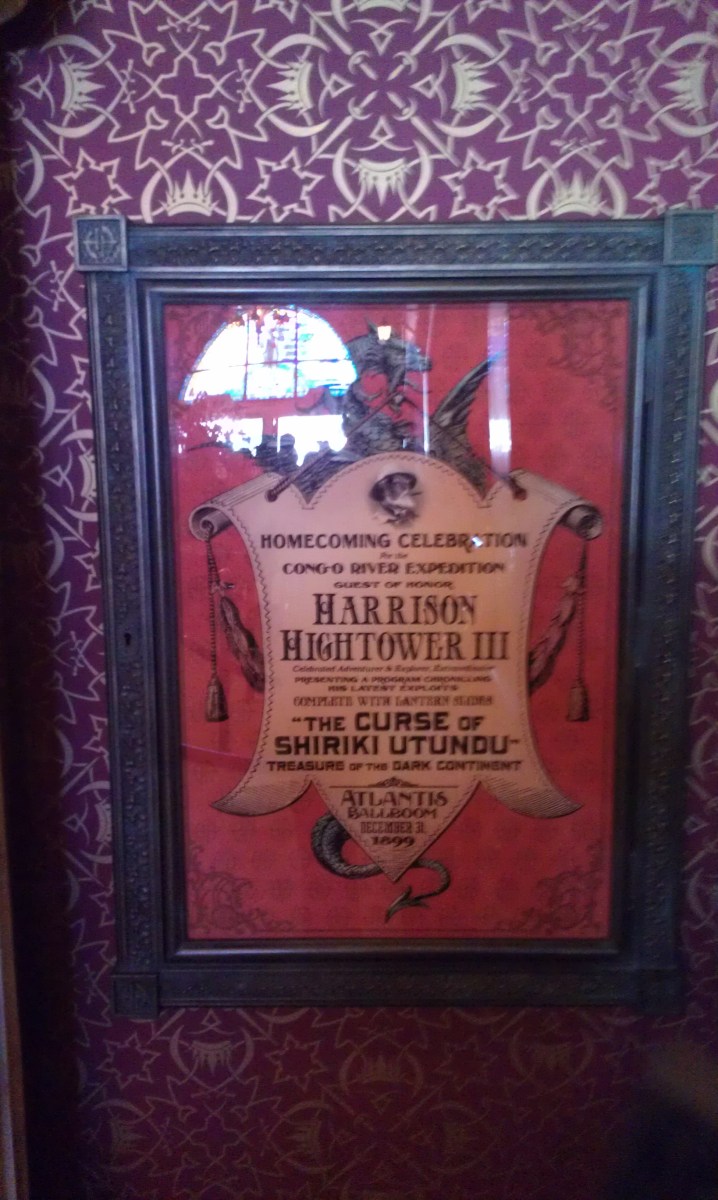 HOMECOMING CELEBRATION
For the
CONG-O RIVER EXPEDITION
GUEST OF HONOR
HARRISON
HIGHTOWER III
Celebrated Adventurer & Explorer, Extraordinaire
PRESENTING A PROGRAM CHRONICLING
HIS LATEST EXPLOITS
COMPLETE WITH LANTERN SLIDES
"THE CURSE OF
SHIRIKI UTUNDU-
TREASURE OF THE DARK CONTINENT
ATLANTIS
BALLROOM
DECEMBER 31,
1899